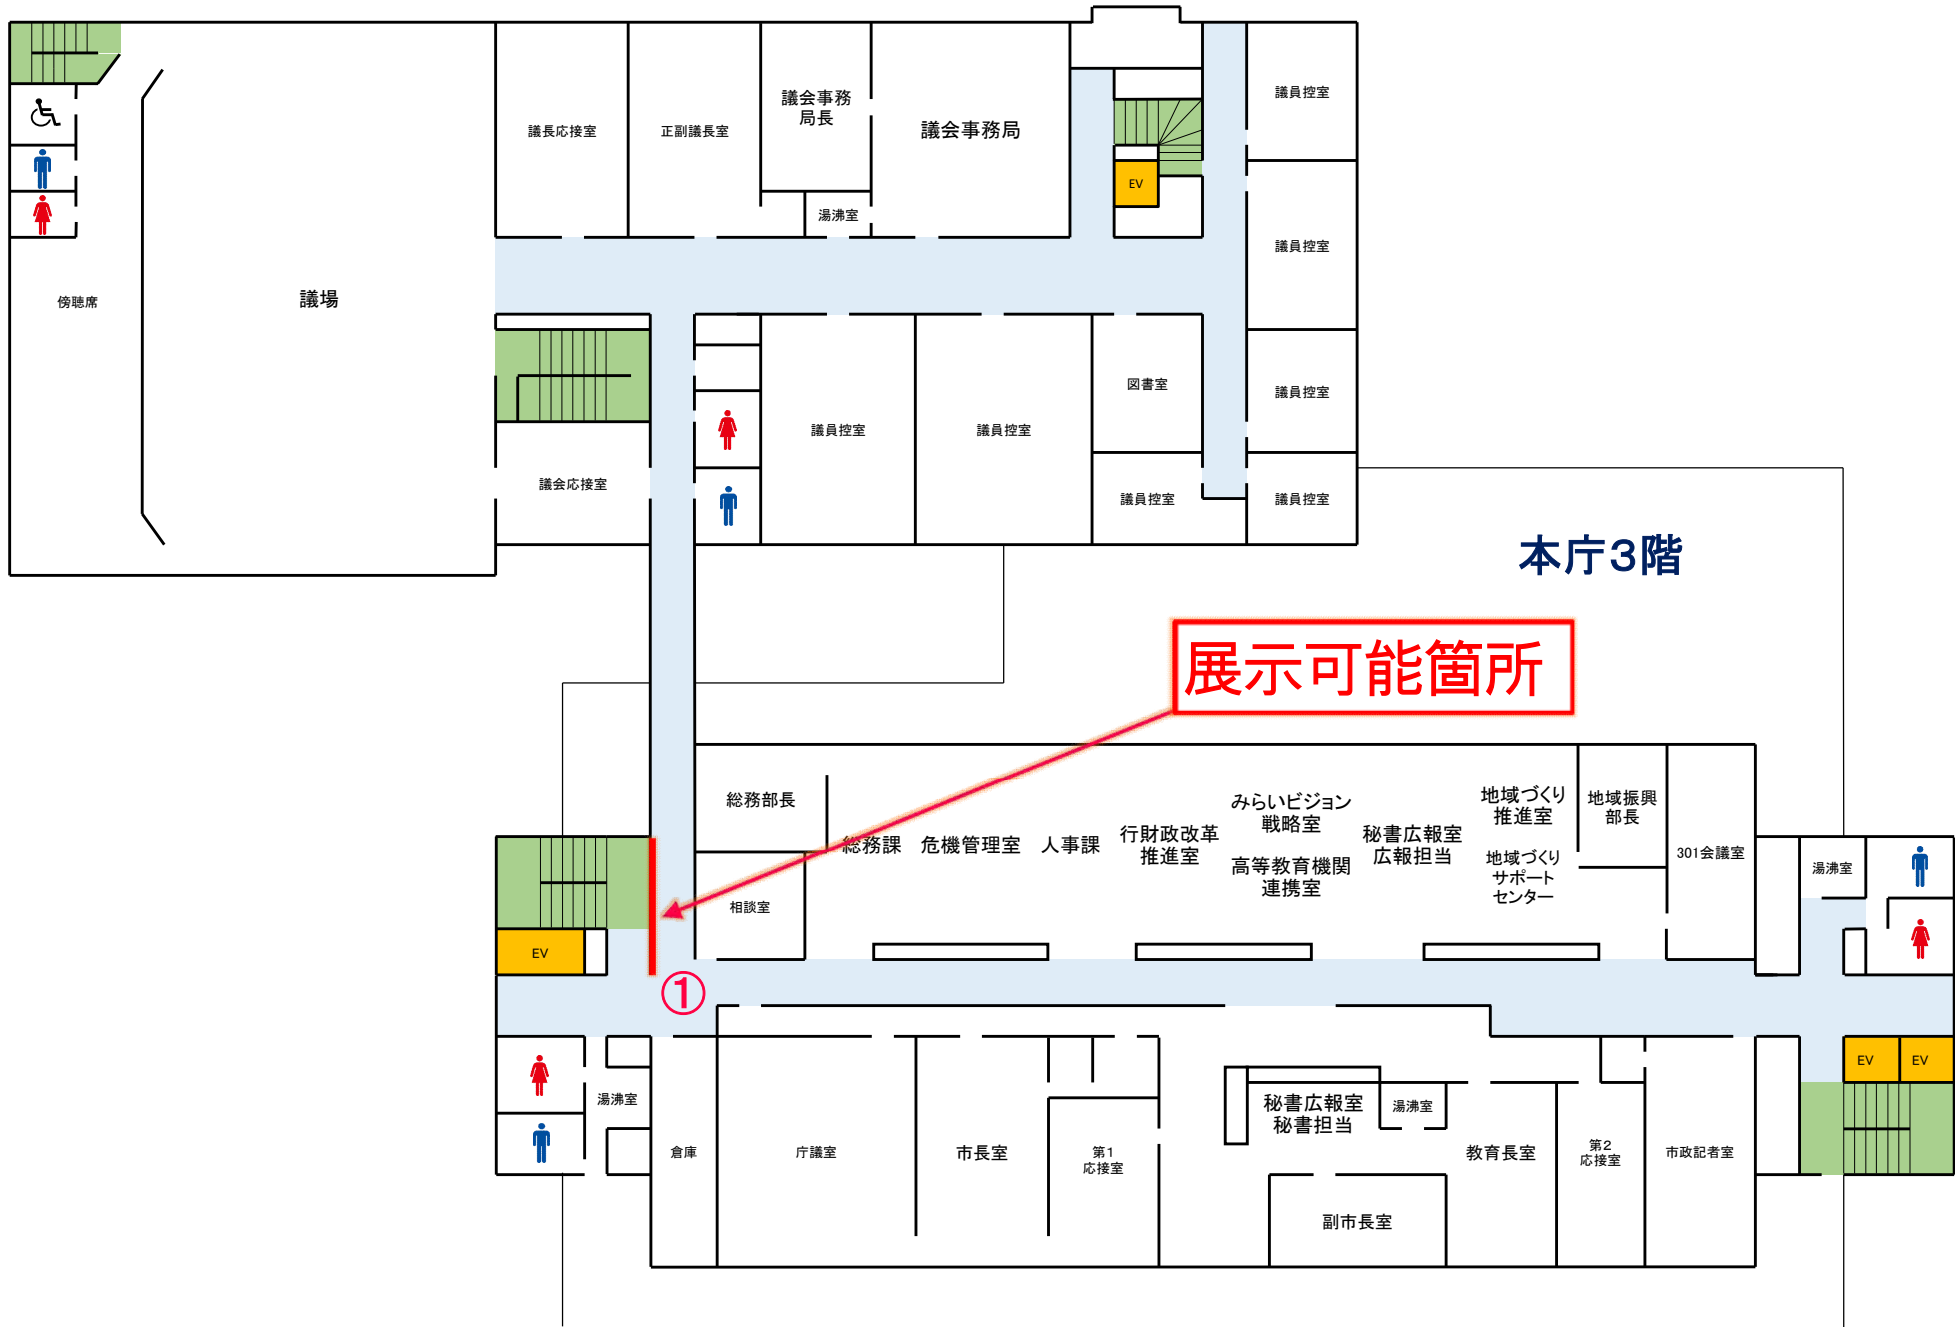 議長応接室
正副議長室
議会事務
局長
議会事務局
湯沸室
EV
議員控室
議員控室
議員控室
議員控室
傍聴席
議場
議会応接室
議員控室
議員控室
図書室
議員控室
本庁3階
展示可能箇所
総務部長
相談室
総務課
危機管理室
人事課
行財政改革
推進室
みらいビジョン
戦略室
高等教育機関
連携室
秘書広報室
広報担当
地域づくり
推進室
地域づくり
サポート
センター
地域振興
部長
301会議室
湯沸室
EV
①
湯沸室
倉庫
庁議室
市長室
第1
応接室
秘書広報室
秘書担当
湯沸室
副市長室
教育長室
第2
応接室
市政記者室
EV
EV